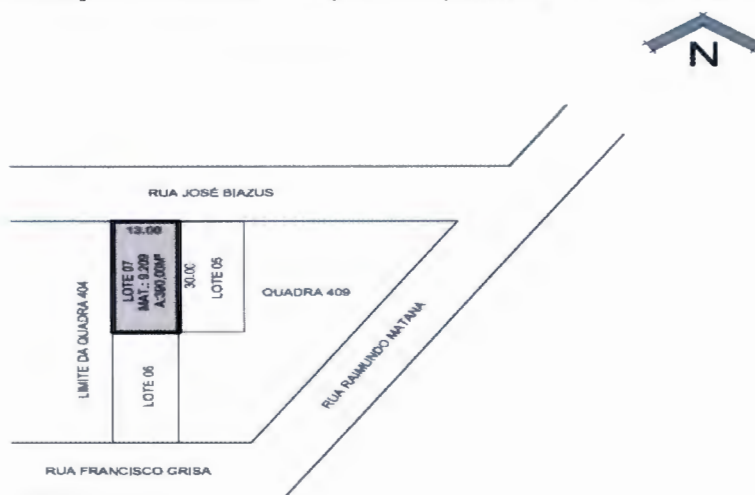 N
RUA JOSÉ BIAZUS
13.00
LOTE 07
MAT.: 9.209
A:390,00M²
30.00
LOTE 05
QUADRA 409
LIMITE DA QUADRA 404
LOTE 06
RUA RAIMUNDO MATANA
RUA FRANCISCO GRISA